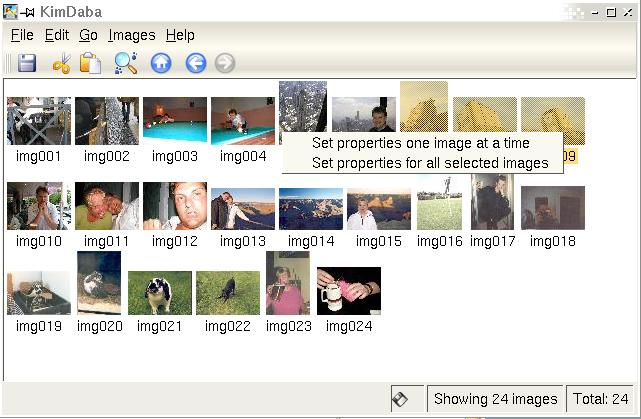 KimDaba
File Edit Go Images Help
img001 img002 img003 img004 09
Set properties one image at a time
Set properties for all selected images
img010 img011 img012 img013 img014 img015 img016 img017 img018
img019 img020 img021 img022 img023 img024
Showing 24 images Total: 24